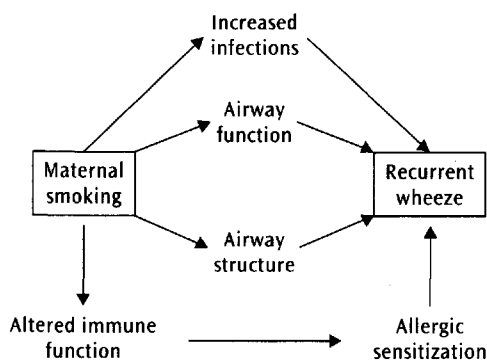 Increased
infections
Airway
function
Maternal
smoking
Recurrent
wheeze
Airway
structure
Altered immune
function
Allergic
sensitization